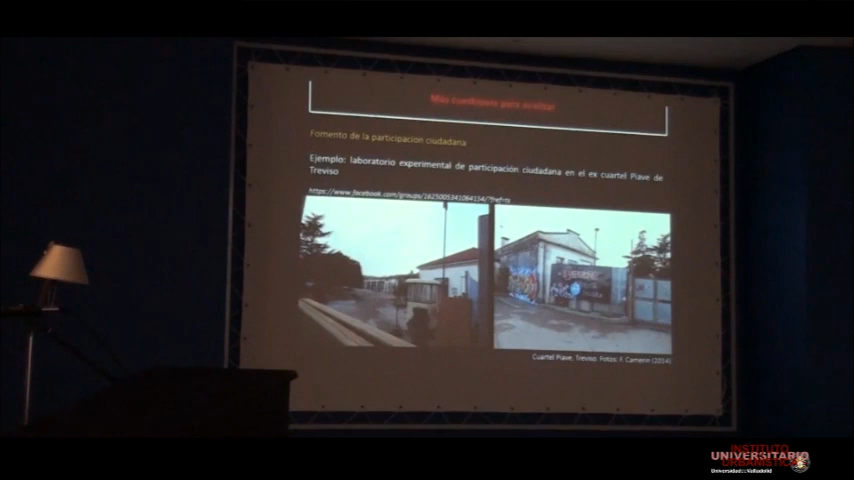 Más cuestiones para analizar
Fomento de la participación ciudadana
Ejemplo: laboratorio experimental de participación ciudadana en el ex cuartel Piave de
Treviso
Cuartel Piave, Treviso. Fotos: F. Camerin (2014)
INSTITUTO
UNIVERSITARIO
URBANÍSTICA
Universidad de Valladolid